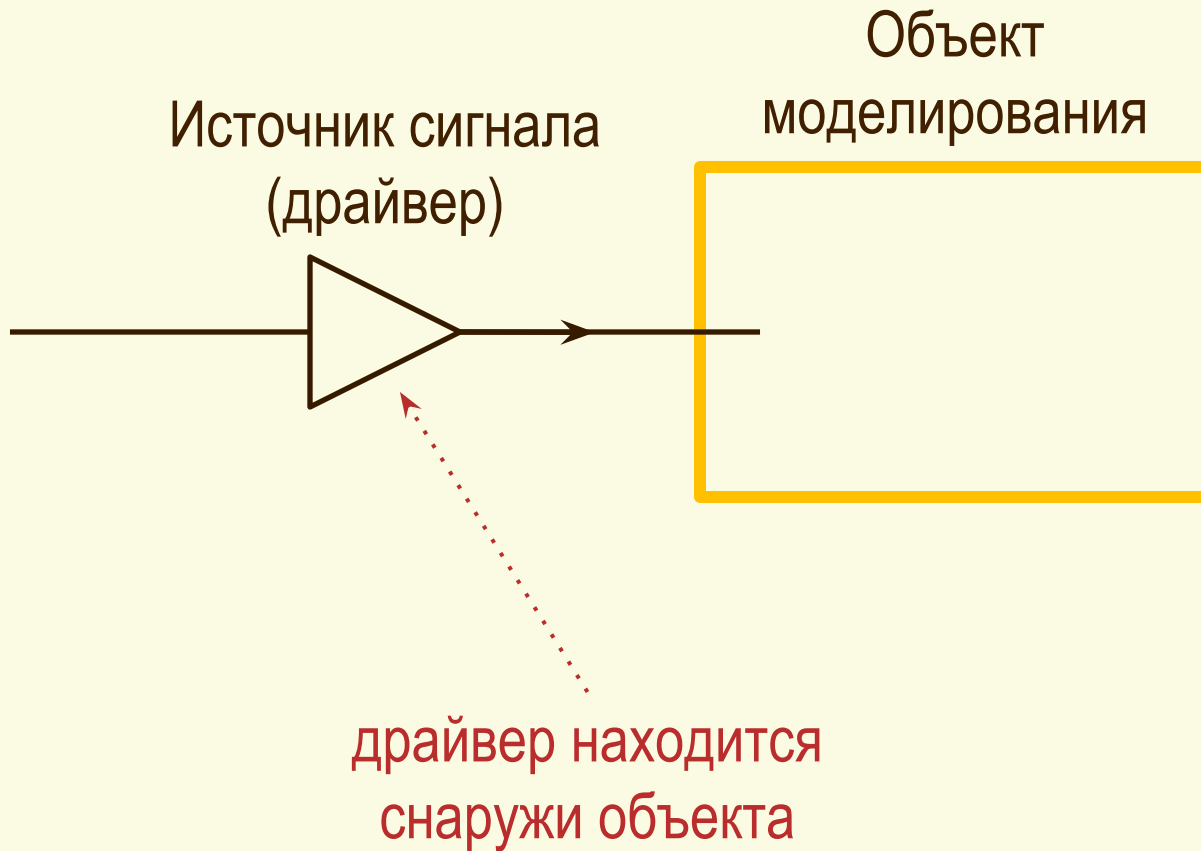 Объект
моделирования
Источник сигнала
(драйвер)
драйвер находится
снаружи объекта